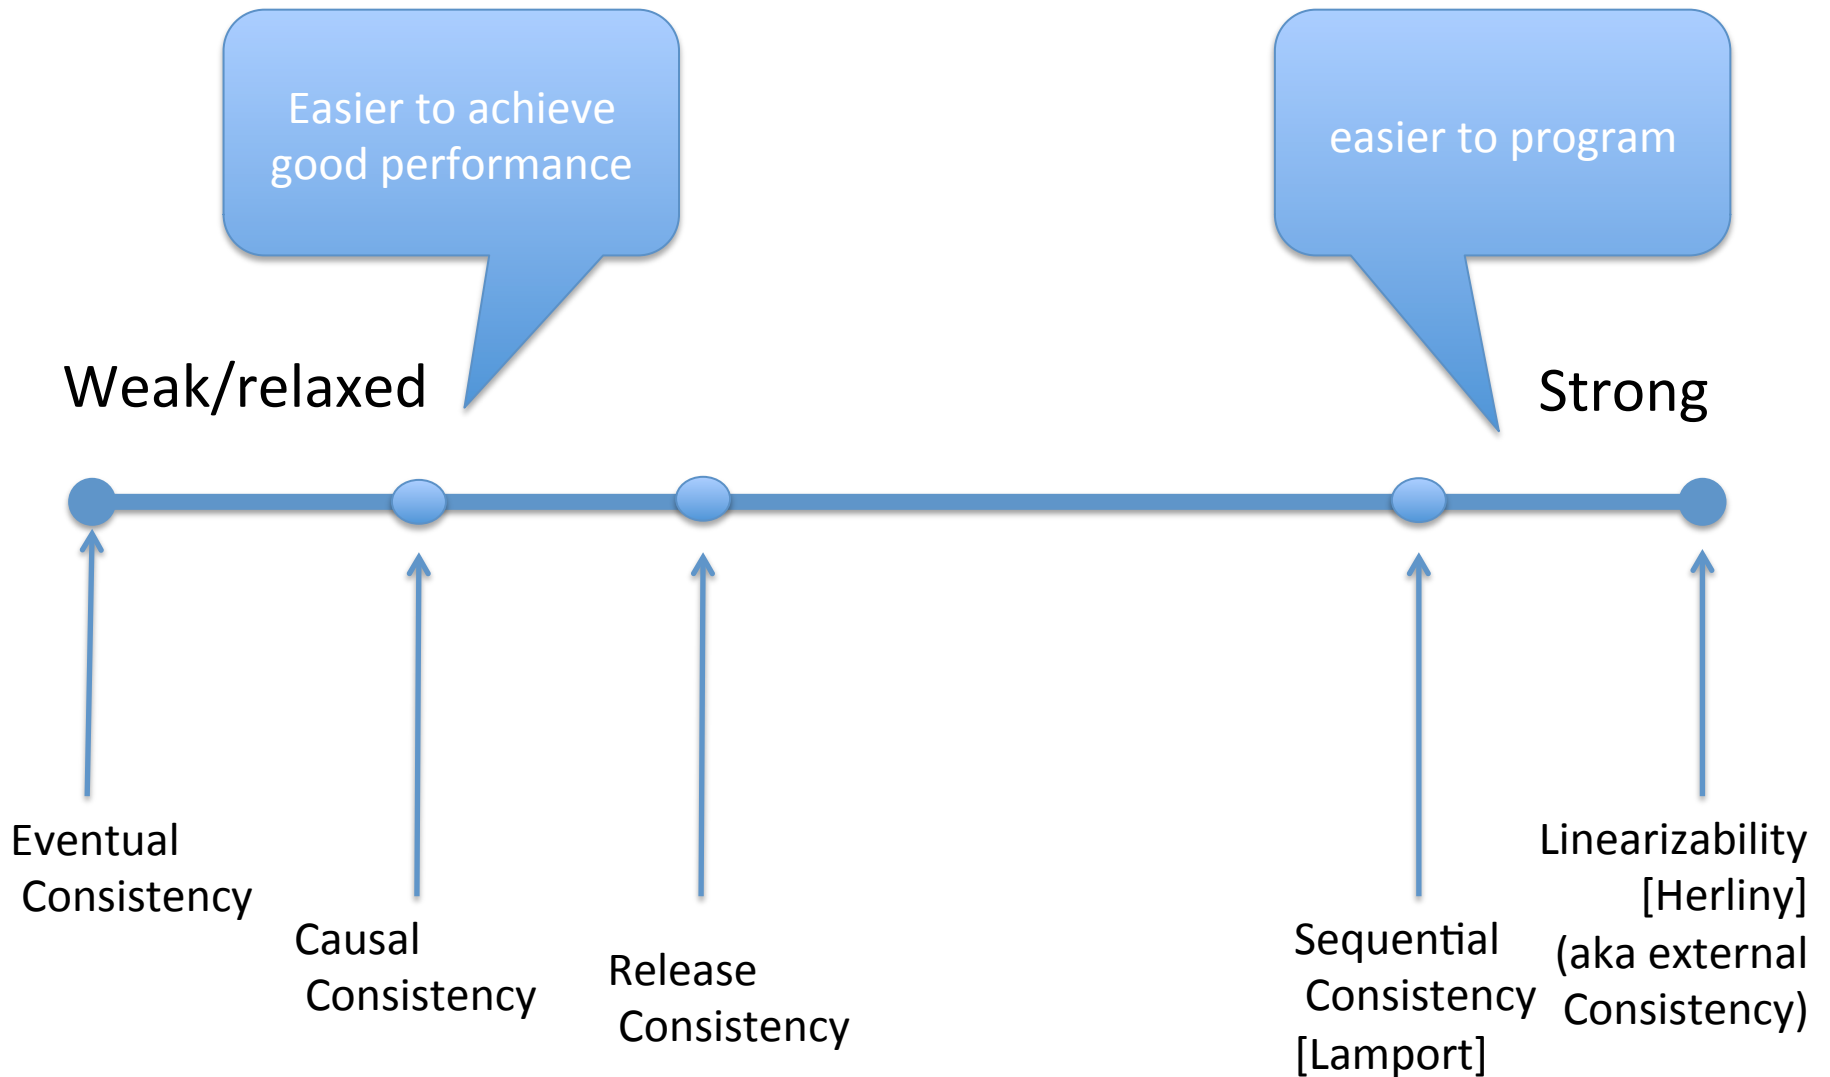 Easier to achieve
good performance
easier to program
Weak/relaxed
Strong
Eventual
Consistency
Causal
Consistency
Release
Consistency
Sequential
Consistency
[Lamport]
Linearizability
[Herliny]
(aka external
Consistency)